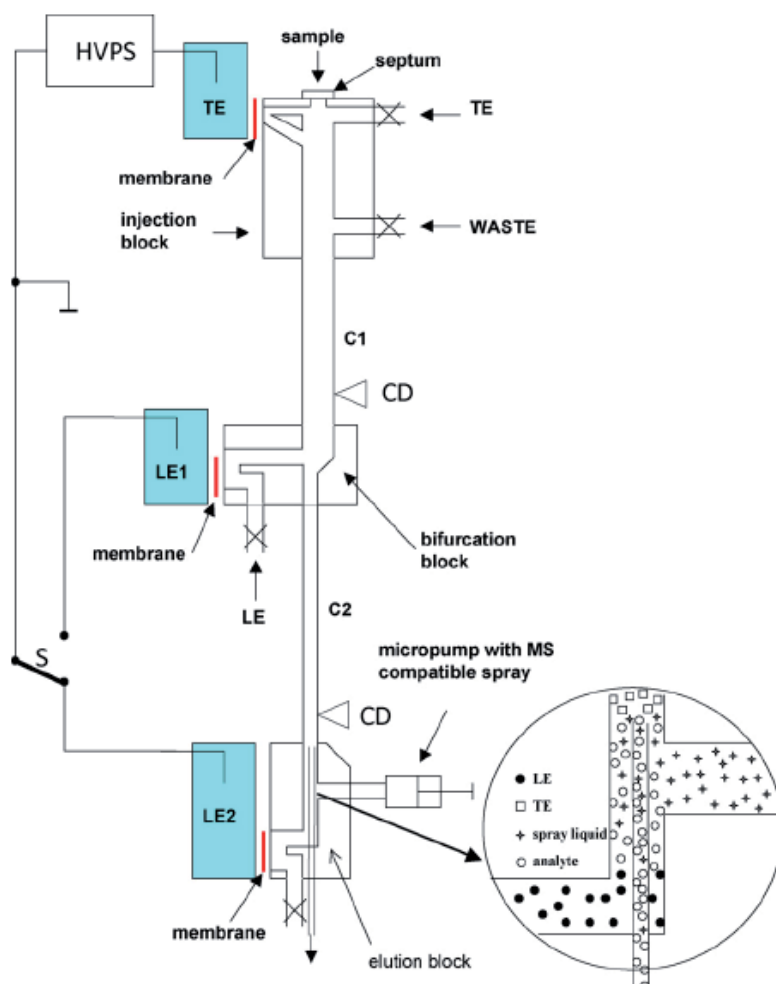 HVPS
sample
septum
TE
TE
membrane
injection
block
WASTE
C1
CD
LE1
membrane
bifurcation
block
LE
C2
S
micropump with MS
compatible spray
CD
LE2
LE
TE
spray liquid
analyte
membrane
elution block